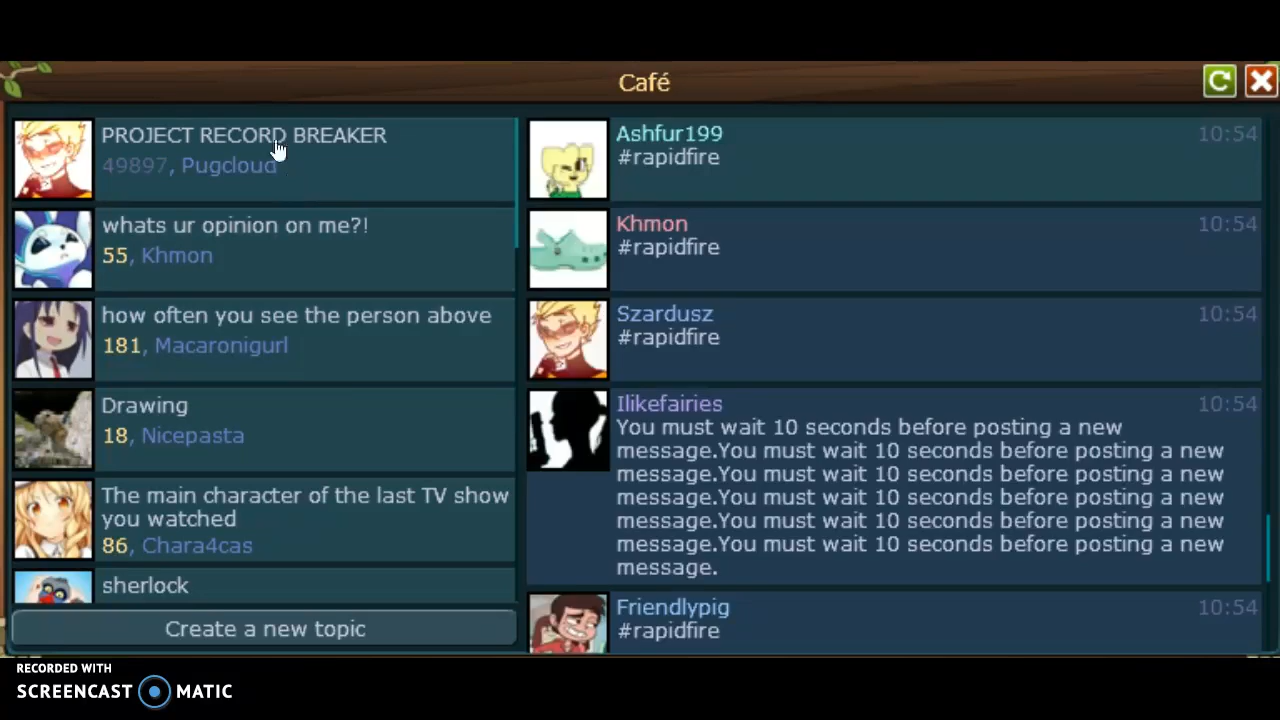 Café
PROJECT RECORD BREAKER
49897, Pugcloud
whats ur opinion on me?!
55, Khmon
how often you see the person above
181, Macaronigurl
Drawing
18, Nicepasta
The main character of the last TV show
you watched
86, Chara4cas
sherlock
Create a new topic
Ashfur199 10:54
#rapidfire
Khmon 10:54
#rapidfire
Szardusz 10:54
#rapidfire
Ilikefairies 10:54
You must wait 10 seconds before posting a new
message.You must wait 10 seconds before posting a new
message.You must wait 10 seconds before posting a new
message.You must wait 10 seconds before posting a new
message.You must wait 10 seconds before posting a new
message.You must wait 10 seconds before posting a new
message.
Friendlypig 10:54
#rapidfire
RECORDED WITH
SCREENCAST MATIC